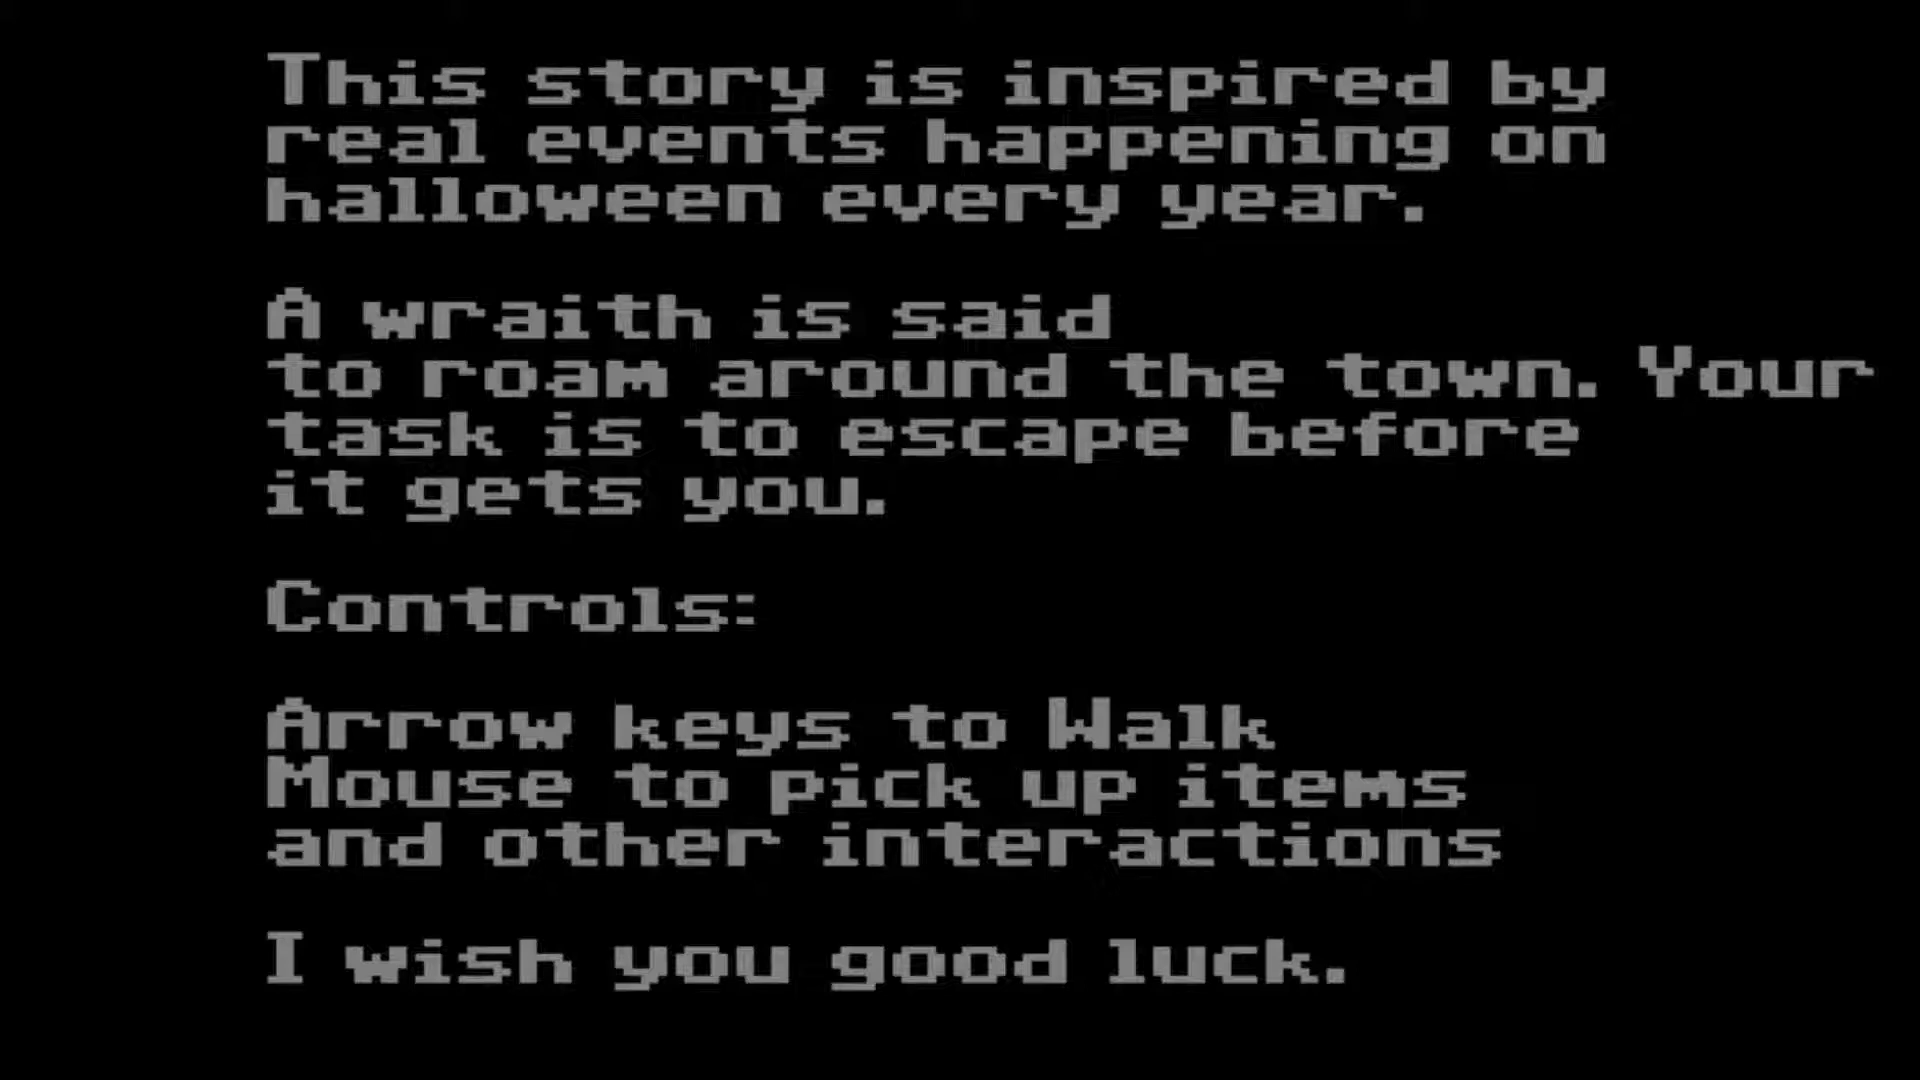 This story is inspired by
real events happening on
halloween every year.
A wraith is said
to roam around the town. Your
task is to escape before
it gets you.
Controls:
Arrow keys to Walk
Mouse to pick up items
and other interactions
I wish you good luck.